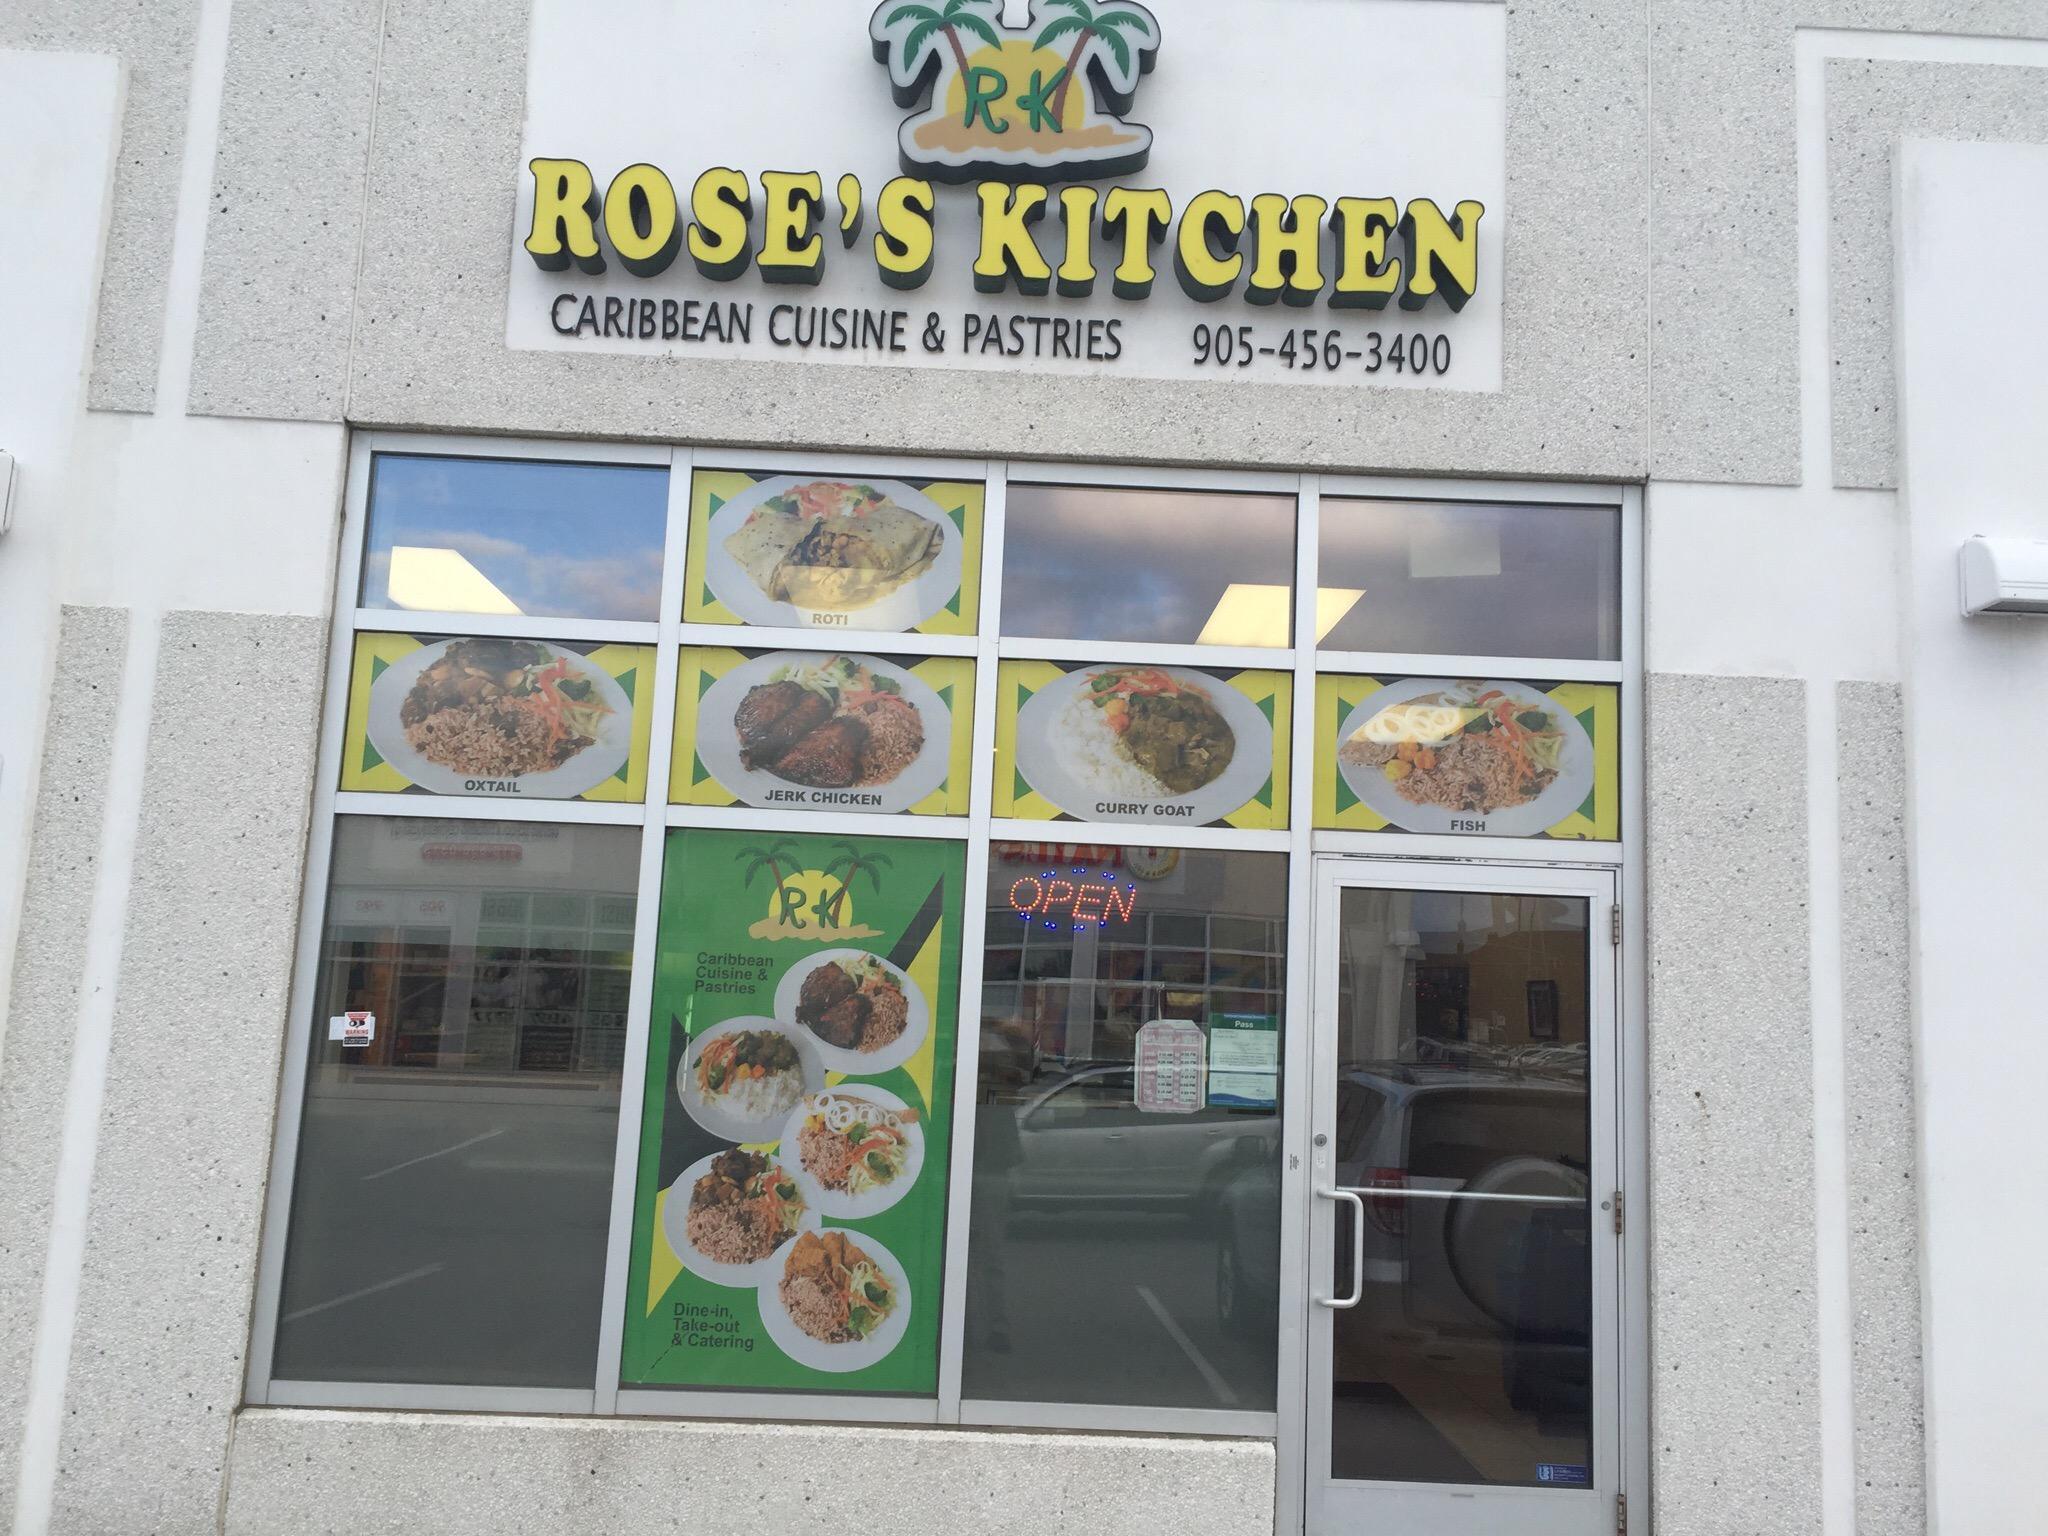 RK
ROSE'S KITCHEN
CARIBBEAN CUISINE & PASTRIES 905-456-3400
ROTI
OXTAIL
JERK CHICKEN
CURRY GOAT
FISH
RK
Caribbean
Cuisine &
Pastries
Dine-in,
Take-out
& Catering
OPEN
Pass
WARNING